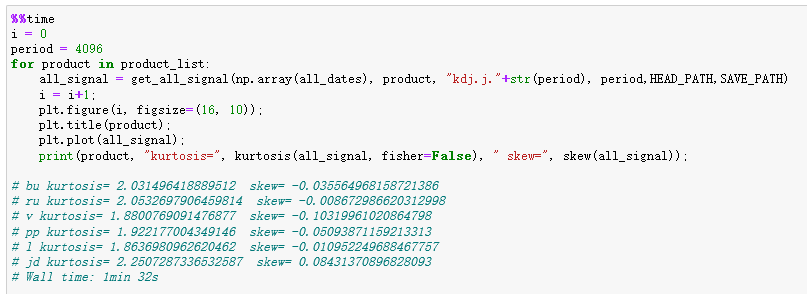 %%time
i = 0
period = 4096
for product in product_list:
    all_signal = get_all_signal(np.array(all_dates), product, "kdj.j."+str(period), period,HEAD_PATH,SAVE_PATH)
    i = i+1;
    plt.figure(i, figsize=(16, 10));
    plt.title(product);
    plt.plot(all_signal);
    print(product, "kurtosis=", kurtosis(all_signal, fisher=False), " skew=", skew(all_signal));
# bu kurtosis= 2.031496418889512  skew= -0.035564968158721386
# ru kurtosis= 2.0532697906459814  skew= -0.008672986620312998
# v kurtosis= 1.8800769091476877  skew= -0.10319961020864798
# pp kurtosis= 1.922177004349146  skew= -0.05093871159213313
# l kurtosis= 1.8636980962620462  skew= -0.010952249688467757
# jd kurtosis= 2.2507287336532587  skew= 0.08431370896828093
# Wall time: 1min 32s